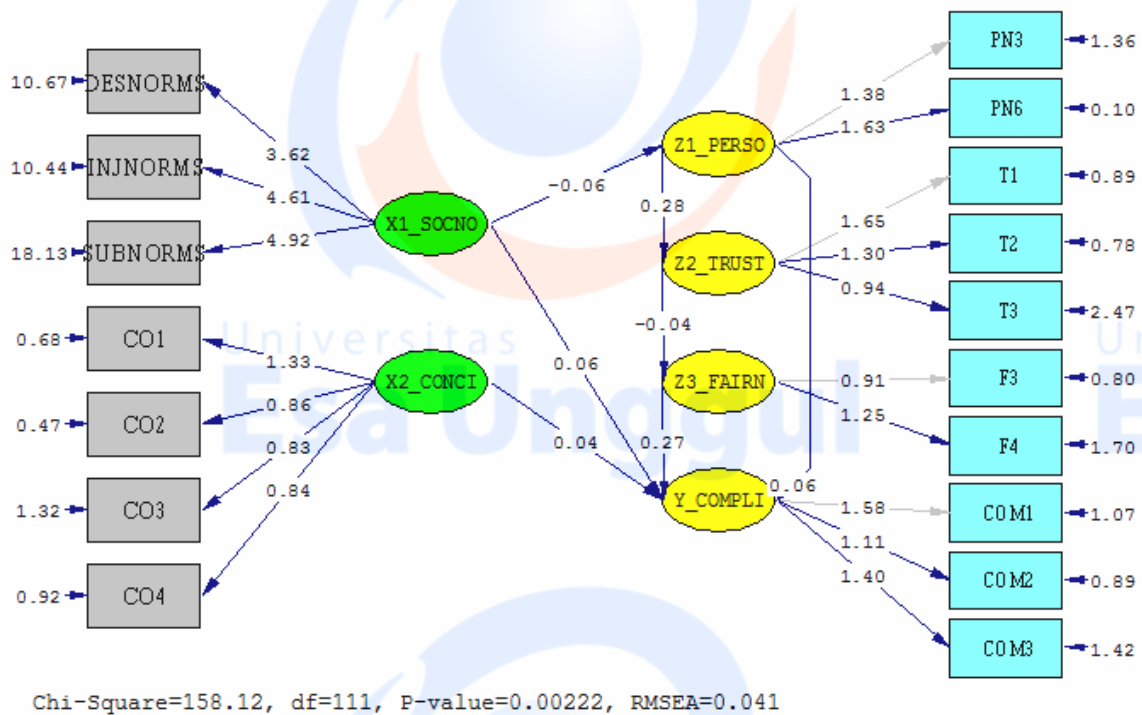 10.67
DESNORMS
10.44
INJNORMS
18.13
SUBNORMS
0.68
CO1
0.47
CO2
1.32
CO3
0.92
CO4
3.62
4.61
4.92
1.33
0.86
0.83
0.84
X1_SOCNO
X2_CONCI
-0.06
0.06
0.04
Z1_PERSO
0.28
Z2_TRUST
-0.04
Z3_FAIRN
0.27
Y_COMPLI
0.06
1.38
1.63
1.65
1.30
0.94
0.91
1.25
1.58
1.11
1.40
PN3
1.36
PN6
0.10
T1
0.89
T2
0.78
T3
2.47
F3
0.80
F4
1.70
COM1
1.07
COM2
0.89
COM3
1.42
Universitas
Esa Unggul
Un
E
Chi-Square=158.12, df=111, P-value=0.00222, RMSEA=0.041